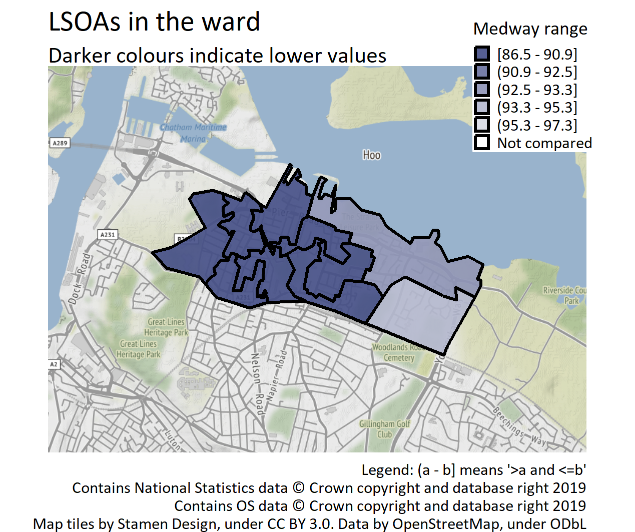 LSOAs in the ward
Darker colours indicate lower values
Medway range
[86.5 - 90.9]
(90.9 - 92.5]
(92.5 - 93.3]
(93.3 - 95.3]
(95.3 - 97.3]
Not compared
Chatham Maritime
Marina
A289
Hoo
A231
Dock Road
Riverside Cou
Park
Great Lines
Heritage Park
Great Lines
Heritage Park
A2
Nelson Road
Napier Road
Woodlands Ro
Cemetery
Gillingham Golf
Club
Beechings Way
Legend: (a - b] means '>a and <=b'
Contains National Statistics data © Crown copyright and database right 2019
Contains OS data © Crown copyright and database right 2019
Map tiles by Stamen Design, under CC BY 3.0. Data by OpenStreetMap, under ODbL